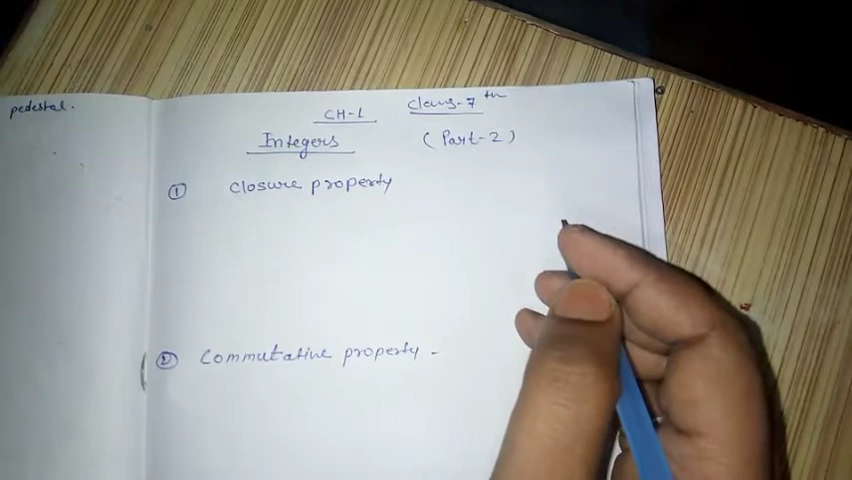 pedestal.
CH-1 Class-7th
Integers (Part-2)
① Closure property
② Commutative property -